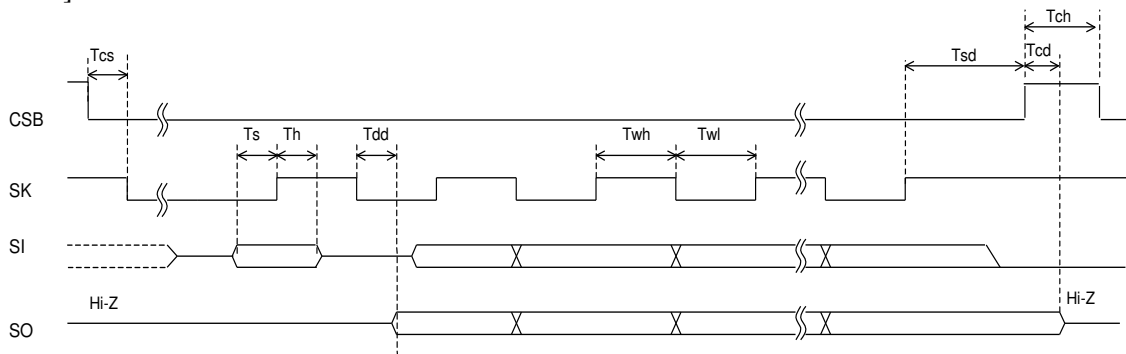 ]
Tch
Tcs
Tsd
Tcd
CSB
Ts
Th
Tdd
Twh
Twl
SK
SI
Hi-Z
Hi-Z
SO